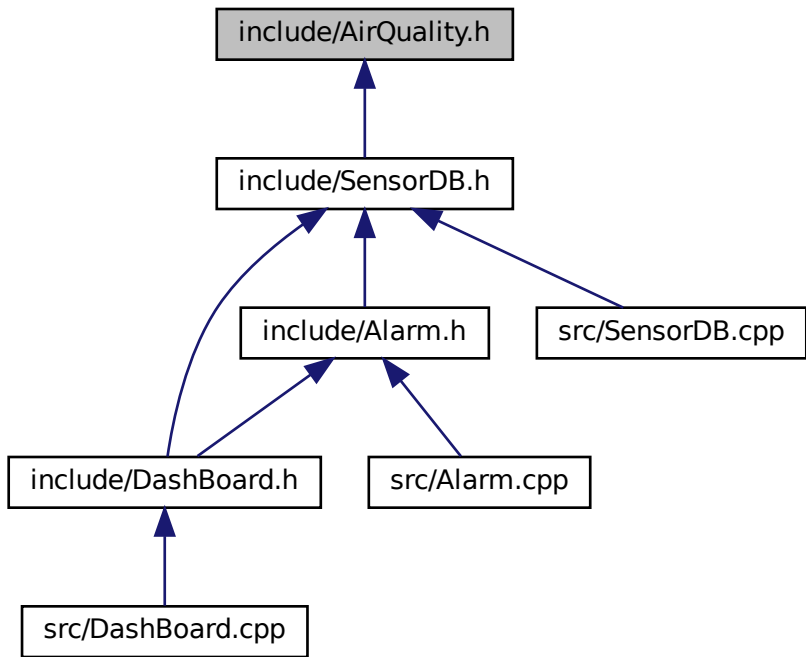 include/AirQuality.h
include/SensorDB.h
include/Alarm.h
src/SensorDB.cpp
include/DashBoard.h
src/Alarm.cpp
src/DashBoard.cpp